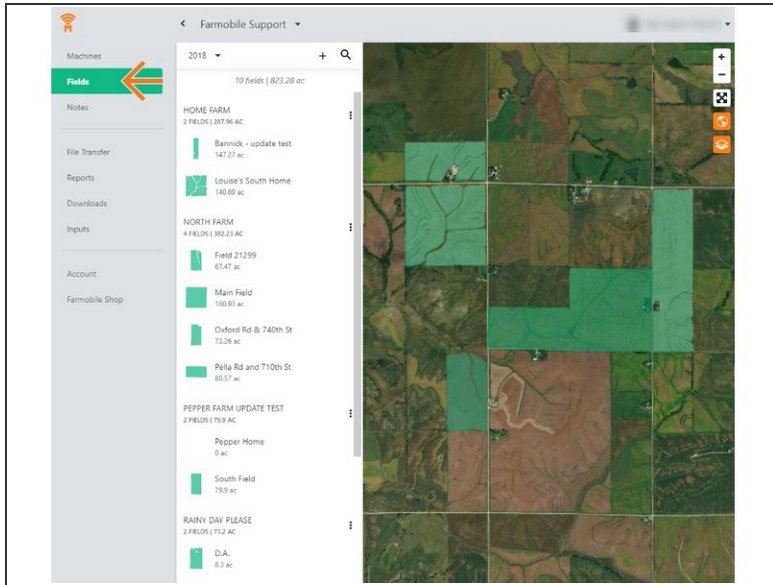 Farmobile Support
Machines
Fields
Notes
File Transfer
Reports
Downloads
Inputs
Account
Farmobile Shop
2018
+
10 fields | 823.28 ac
HOME FARM
2 FIELDS | 287.96 AC
Bannick - update test
147.27 ac
Louise's South Home
140.69 ac
NORTH FARM
4 FIELDS | 382.23 AC
Field 21299
67.47 ac
Main Field
160.93 ac
Oxford Rd & 740th St
73.26 ac
Pella Rd and 710th St
80.57 ac
PEPPER FARM UPDATE TEST
2 FIELDS | 79.9 AC
Pepper Home
0 ac
South Field
79.9 ac
RAINY DAY PLEASE
2 FIELDS | 73.2 AC
D.A.
8.3 ac
+
−